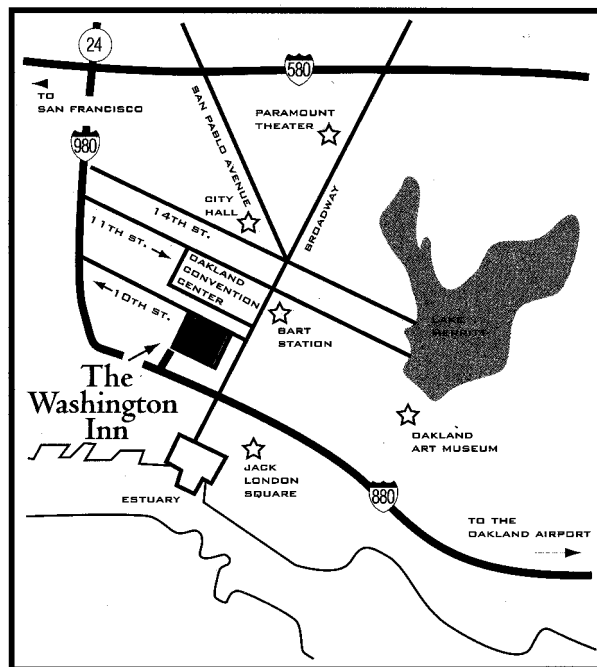 24
580
TO
SAN FRANCISCO
SAN PABLO AVENUE
PARAMOUNT
THEATER
980
BROADWAY
CITY
HALL
14TH ST.
11TH ST.
OAKLAND
CONVENTION
CENTER
10TH ST.
BART
STATION
LAKE
MERRITT
The
Washington
Inn
OAKLAND
ART MUSEUM
JACK
LONDON
SQUARE
ESTUARY
880
TO THE
OAKLAND AIRPORT